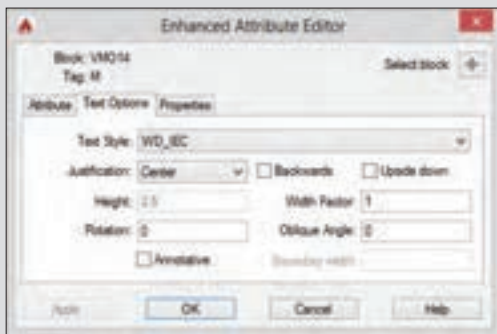 Enhanced Attribute Editor
Block: VMO14
Select block
Tag: M
Attribute Text Options Properties
Text Style: WD_IEC
Justification: Center Backwards Upside down
Height: 2.5 Width Factor: 1
Rotation: 0 Oblique Angle: 0
Annotative Boundary width:
Apply OK Cancel Help